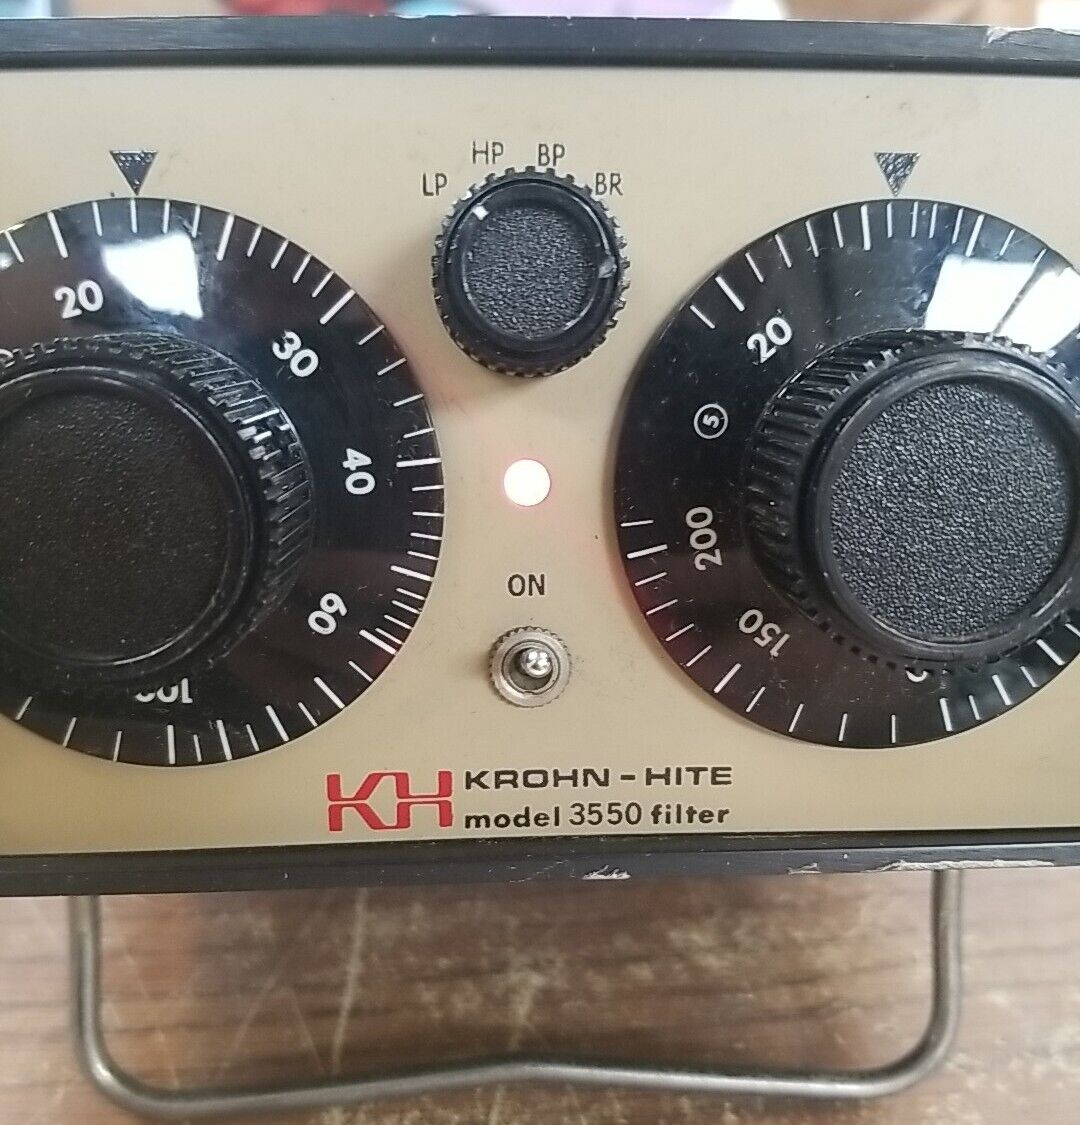 LP HP BP BR
20
30
40
60
20
5
200
150
ON
KH KROHN-HITE
model 3550 filter